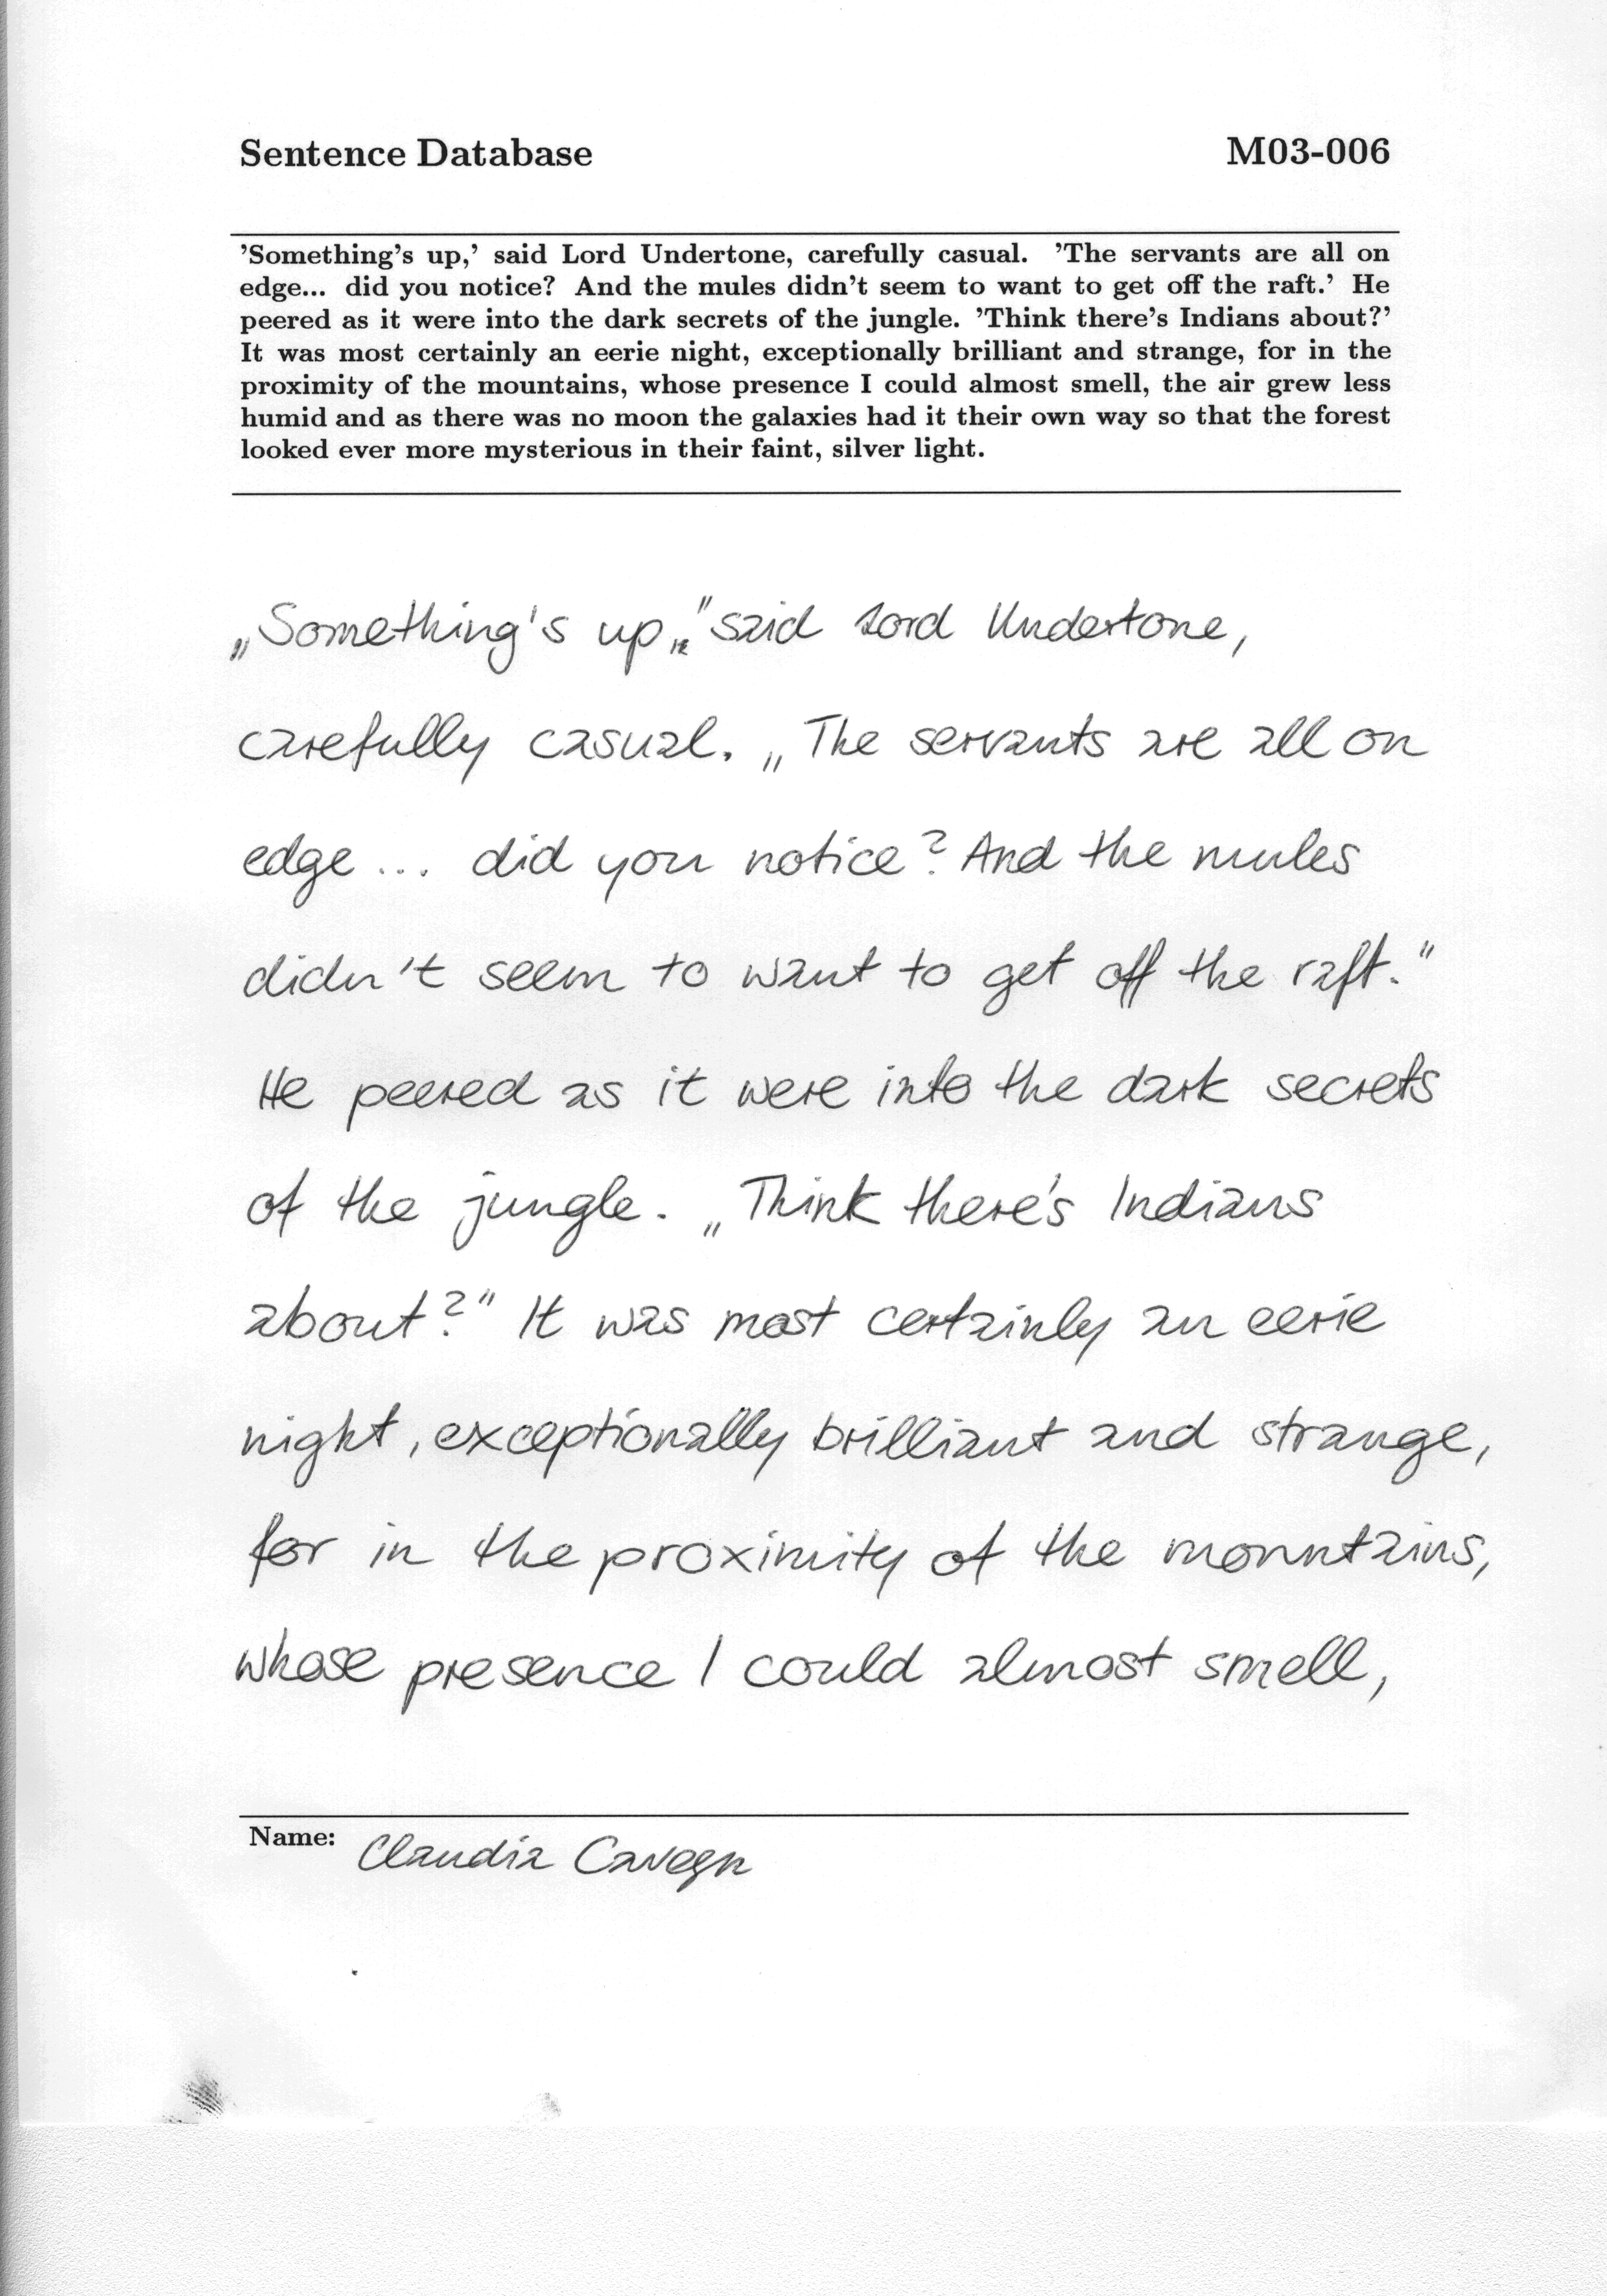 Sentence Database M03-006
'Something's up,' said Lord Undertone, carefully casual. 'The servants are all on
edge... did you notice? And the mules didn't seem to want to get off the raft.' He
peered as it were into the dark secrets of the jungle. 'Think there's Indians about?'
It was most certainly an eerie night, exceptionally brilliant and strange, for in the
proximity of the mountains, whose presence I could almost smell, the air grew less
humid and as there was no moon the galaxies had it their own way so that the forest
looked ever more mysterious in their faint, silver light.
„Something's up," said Lord Undertone,
carefully casual. „The servants are all on
edge ... did you notice? And the mules
didn't seem to want to get off the raft."
He peered as it were into the dark secrets
of the jungle. „Think there's Indians
about?" It was most certainly an eerie
night, exceptionally brilliant and strange,
for in the proximity of the mountains,
whose presence I could almost smell,
Name: Claudia Cavegn